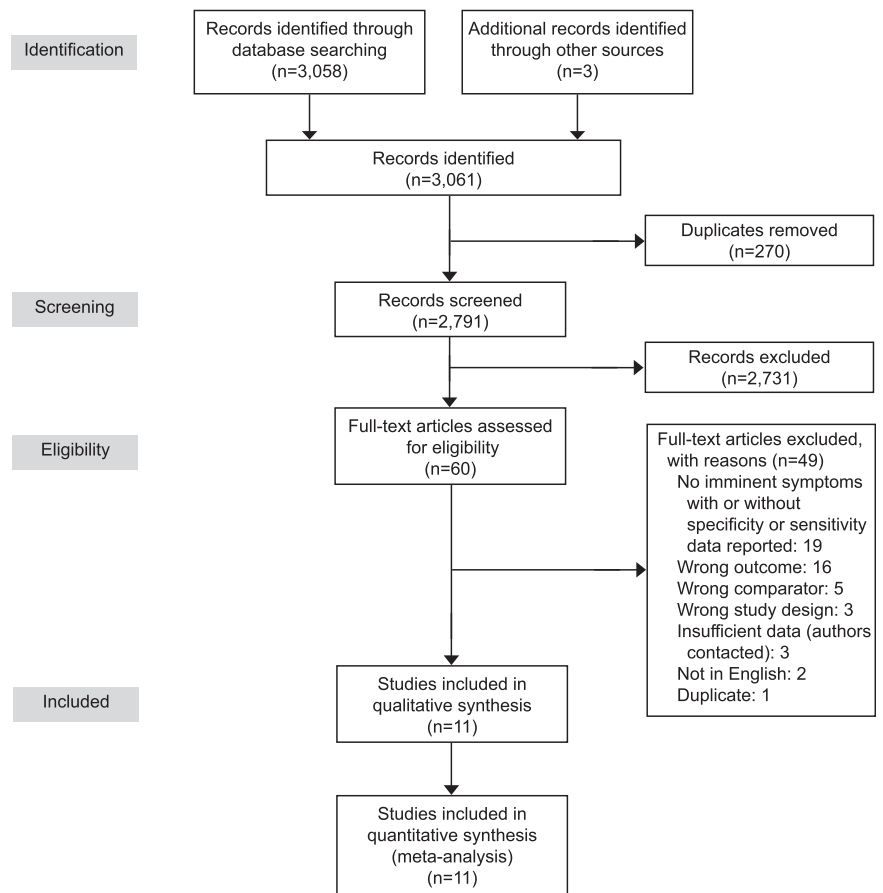 Identification
Records identified through
database searching
(n=3,058)
Additional records identified
through other sources
(n=3)
Records identified
(n=3,061)
Duplicates removed
(n=270)
Screening
Records screened
(n=2,791)
Records excluded
(n=2,731)
Eligibility
Full-text articles assessed
for eligibility
(n=60)
Full-text articles excluded,
with reasons (n=49)
No imminent symptoms
with or without
specificity or sensitivity
data reported: 19
Wrong outcome: 16
Wrong comparator: 5
Wrong study design: 3
Insufficient data (authors
contacted): 3
Not in English: 2
Duplicate: 1
Included
Studies included in
qualitative synthesis
(n=11)
Studies included in
quantitative synthesis
(meta-analysis)
(n=11)